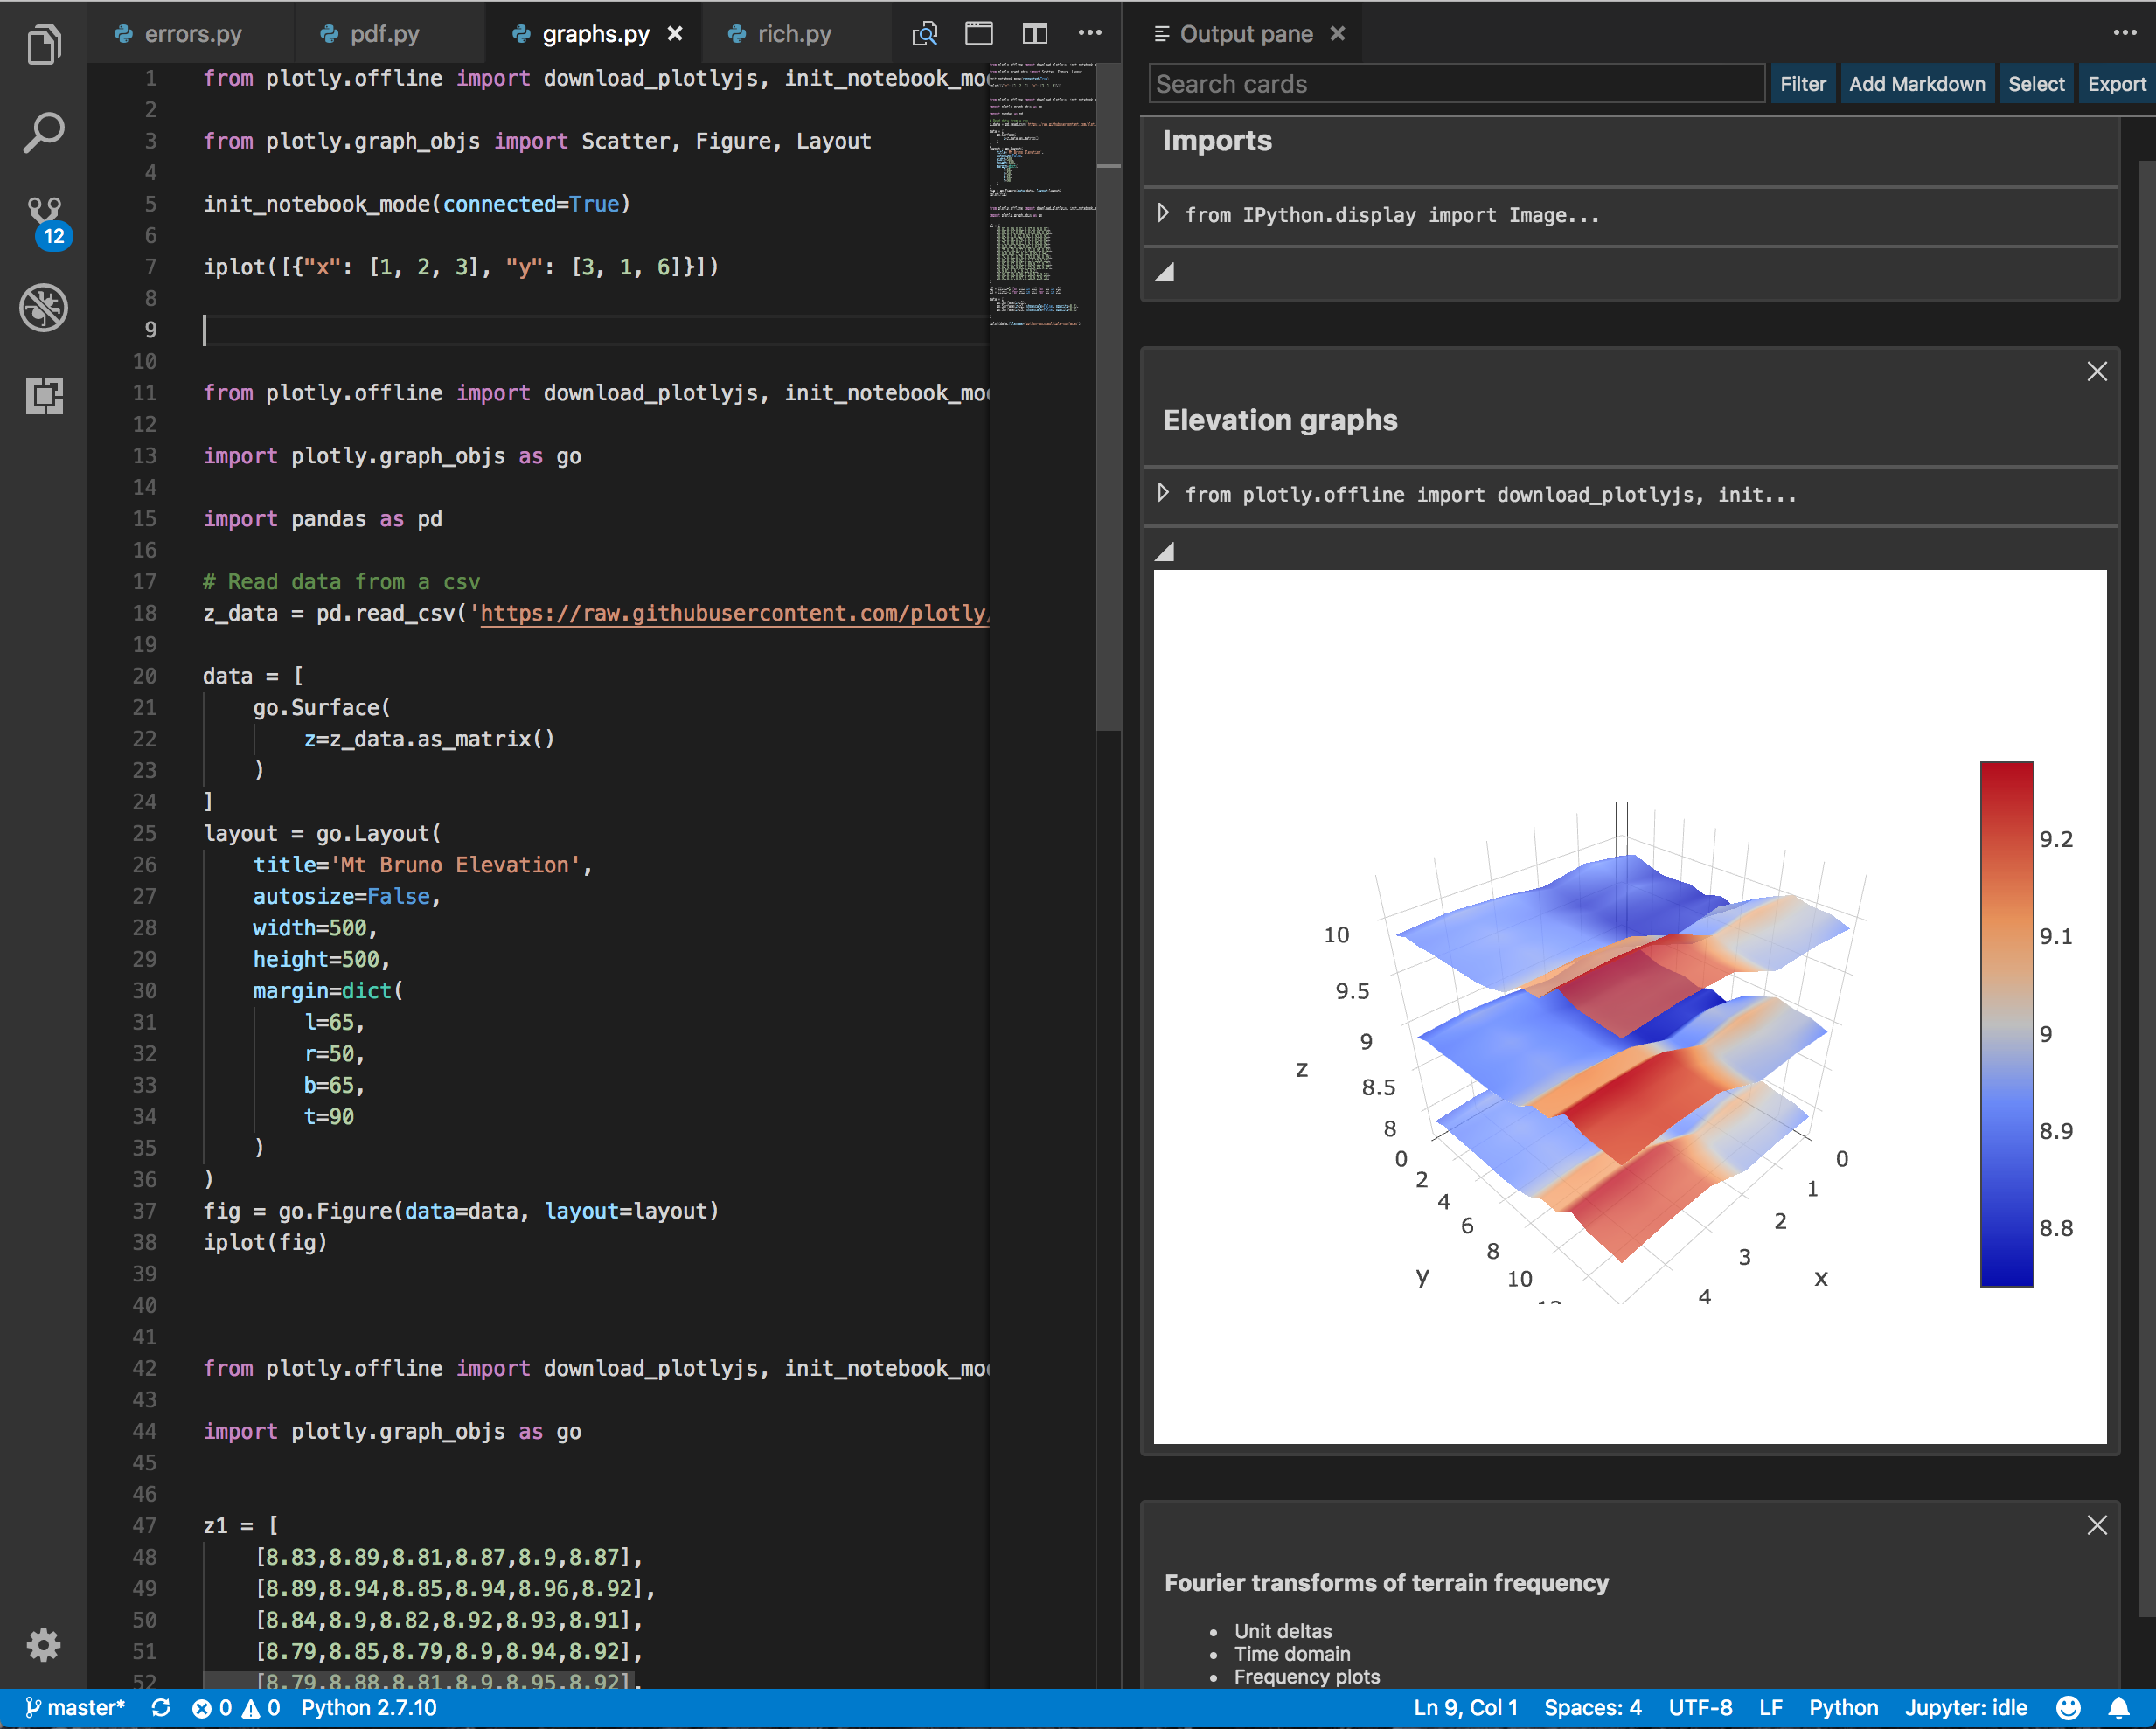 errors.py pdf.py graphs.py rich.py
1 from plotly.offline import download_plotlyjs, init_notebook_mo
2
3 from plotly.graph_objs import Scatter, Figure, Layout
4
5 init_notebook_mode(connected=True)
6
7 iplot([{"x": [1, 2, 3], "y": [3, 1, 6]}])
8
9
10
11 from plotly.offline import download_plotlyjs, init_notebook_mo
12
13 import plotly.graph_objs as go
14
15 import pandas as pd
16
17 # Read data from a csv
18 z_data = pd.read_csv('https://raw.githubusercontent.com/plotly/
19
20 data = [
21 go.Surface(
22 z=z_data.as_matrix()
23 )
24 ]
25 layout = go.Layout(
26 title='Mt Bruno Elevation',
27 autosize=False,
28 width=500,
29 height=500,
30 margin=dict(
31 l=65,
32 r=50,
33 b=65,
34 t=90
35 )
36 )
37 fig = go.Figure(data=data, layout=layout)
38 iplot(fig)
39
40
41
42 from plotly.offline import download_plotlyjs, init_notebook_mo
43
44 import plotly.graph_objs as go
45
46
47 z1 = [
48 [8.83,8.89,8.81,8.87,8.9,8.87],
49 [8.89,8.94,8.85,8.94,8.96,8.92],
50 [8.84,8.9,8.82,8.92,8.93,8.91],
51 [8.79,8.85,8.79,8.9,8.94,8.92],
52 [8.79,8.88,8.81,8.9,8.95,8.92],
12
Output pane
Search cards Filter Add Markdown Select Export
Imports
from IPython.display import Image...
Elevation graphs
from plotly.offline import download_plotlyjs, init...
10
9.5
9
8.5
8
z
0
2
4
6
8
10
y
0
1
2
3
4
x
9.2
9.1
9
8.9
8.8
Fourier transforms of terrain frequency
• Unit deltas
• Time domain
• Frequency plots
master* 0 0 Python 2.7.10 Ln 9, Col 1 Spaces: 4 UTF-8 LF Python Jupyter: idle